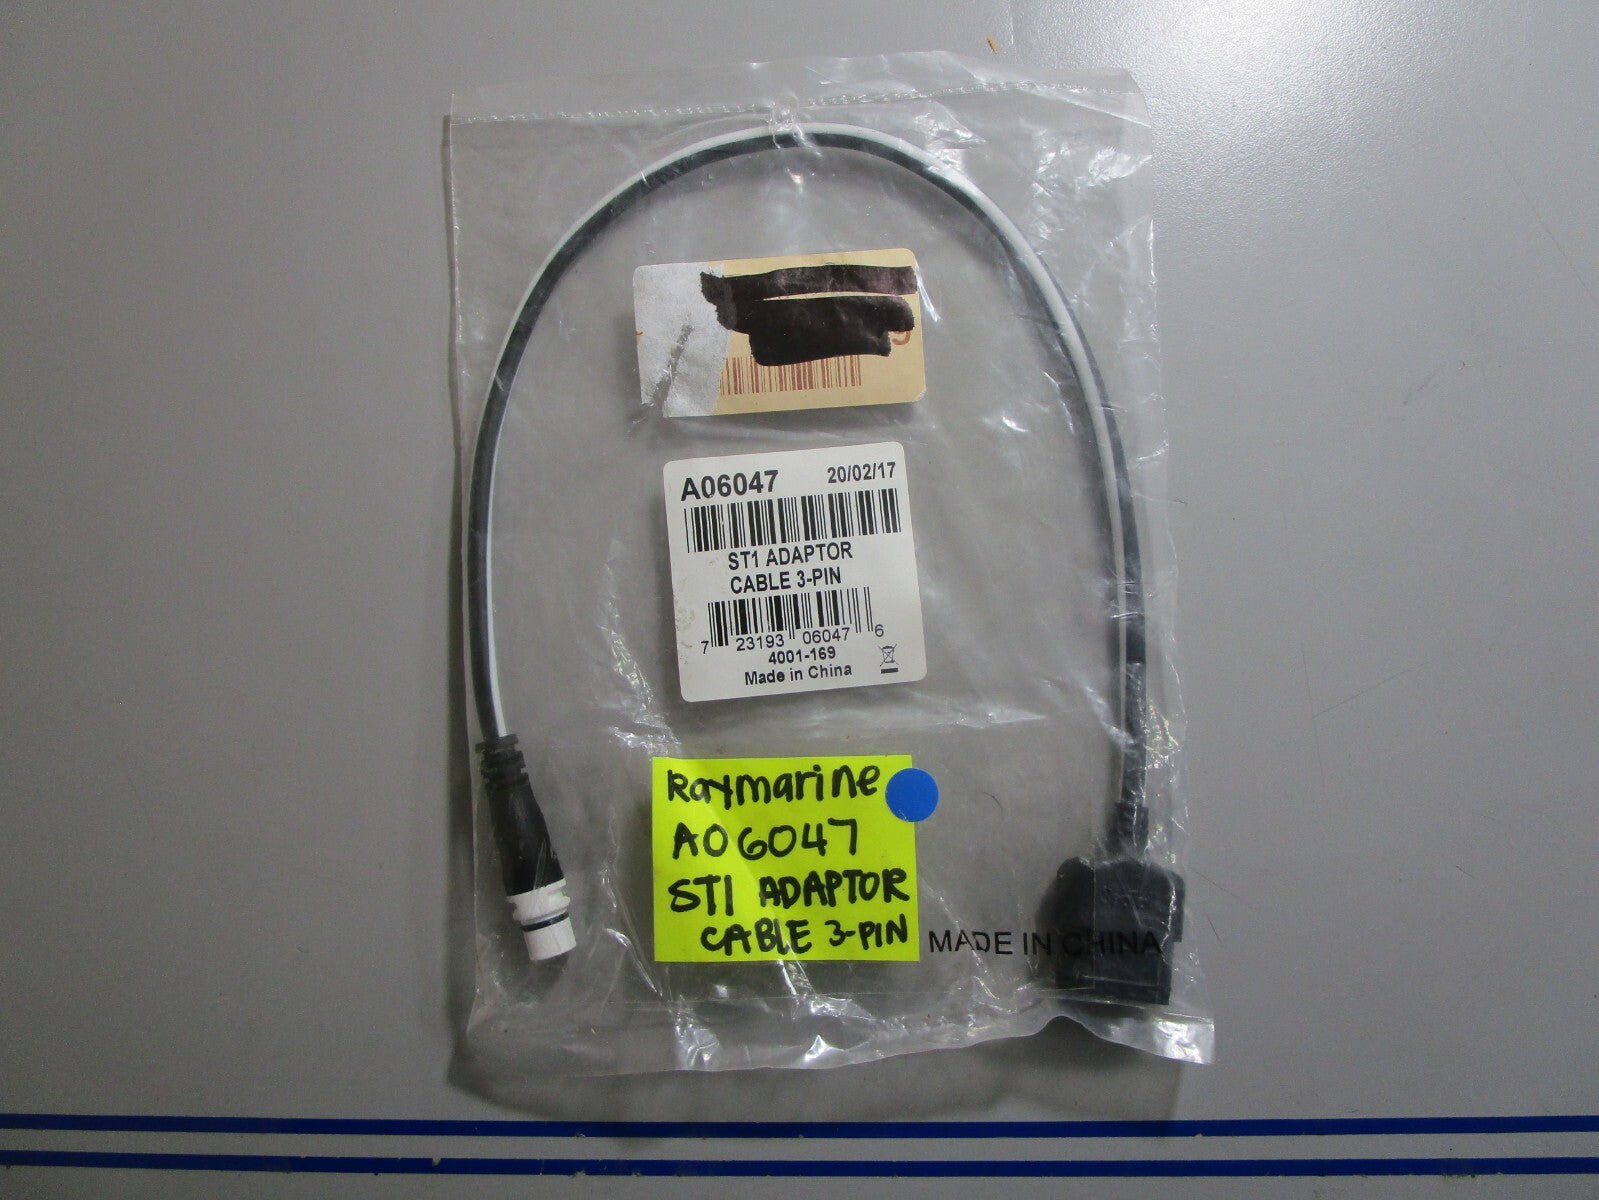 9
A06047 20/02/17
ST1 ADAPTOR
CABLE 3-PIN
7 23193 06047 6
4001-169
Made in China
Raymarine
A06047
ST1 ADAPTOR
CABLE 3-PIN
MADE IN CHINA